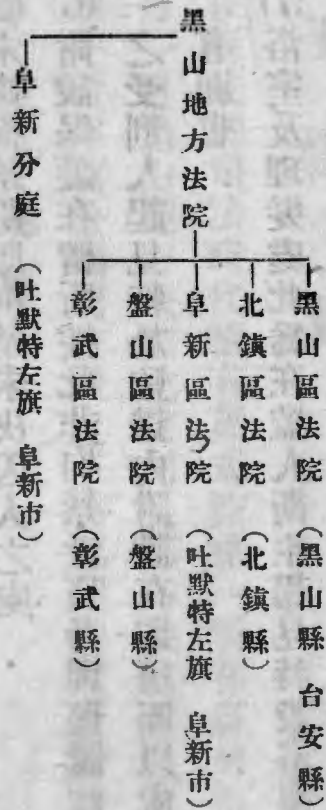 黑山地方法院
黑山區法院 （黑山縣 台安縣）
北鎮區法院 （北鎮縣）
阜新區法院 （吐默特左旗 阜新市）
盤山區法院 （盤山縣）
彰武區法院 （彰武縣）
阜新分庭 （吐默特左旗 阜新市）